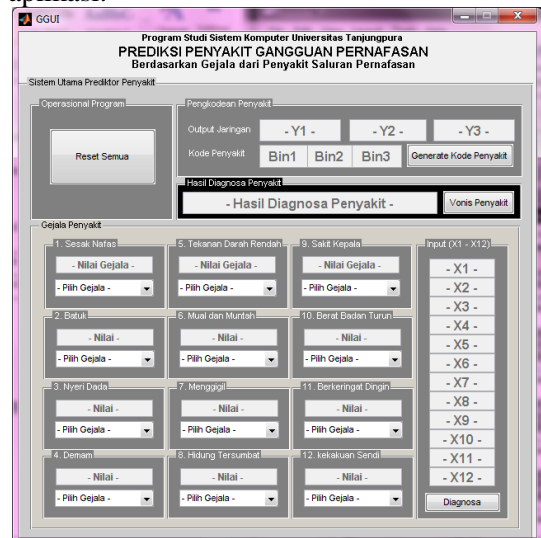 aplikasi.
GGUI
Program Studi Sistem Komputer Universitas Tanjungpura
PREDIKSI PENYAKIT GANGGUAN PERNAFASAN
Berdasarkan Gejala dari Penyakit Saluran Pernafasan
Sistem Utama Prediktor Penyakit
Operasional Program
Reset Semua
Pengkodean Penyakit
Output Jaringan - Y1 - - Y2 - - Y3 -
Kode Penyakit Bin1 Bin2 Bin3 Generate Kode Penyakit
Hasil Diagnosa Penyakit
- Hasil Diagnosa Penyakit - Vonis Penyakit
Gejala Penyakit
1. Sesak Nafas 5. Tekanan Darah Rendah 9. Sakit Kepala
- Nilai Gejala - - Nilai Gejala - - Nilai Gejala -
- Pilih Gejala - - Pilih Gejala - - Pilih Gejala -
2. Batuk 6. Mual dan Muntah 10. Berat Badan Turun
- Nilai - - Nilai - - Nilai -
- Pilih Gejala - - Pilih Gejala - - Pilih Gejala -
3. Nyeri Dada 7. Menggigil 11. Berkeringat Dingin
- Nilai - - Nilai - - Nilai -
- Pilih Gejala - - Pilih Gejala - - Pilih Gejala -
4. Demam 8. Hidung Tersumbat 12. kekakuan Sendi
- Nilai - - Nilai - - Nilai -
- Pilih Gejala - - Pilih Gejala - - Pilih Gejala -
Input (X1 - X12)
- X1 -
- X2 -
- X3 -
- X4 -
- X5 -
- X6 -
- X7 -
- X8 -
- X9 -
- X10 -
- X11 -
- X12 -
Diagnosa